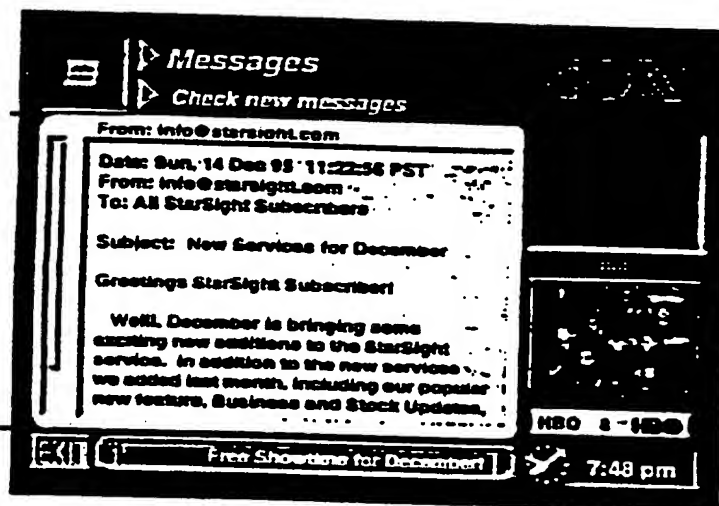 Messages
Check new messages
From: info@starsight.com
Date: Sun, 14 Dec 95 11:22:56 PST
From: info@starsight.com
To: All StarSight Subscribers
Subject: New Services for December
Greetings StarSight Subscriber!
Well, December is bringing some
exciting new additions to the StarSight
service. In addition to the new services
we added last month, including our popular
new feature, Business and Stock Updates,
HBO 8 - HBO
EXIT
Free Showtime for December!
7:48 pm